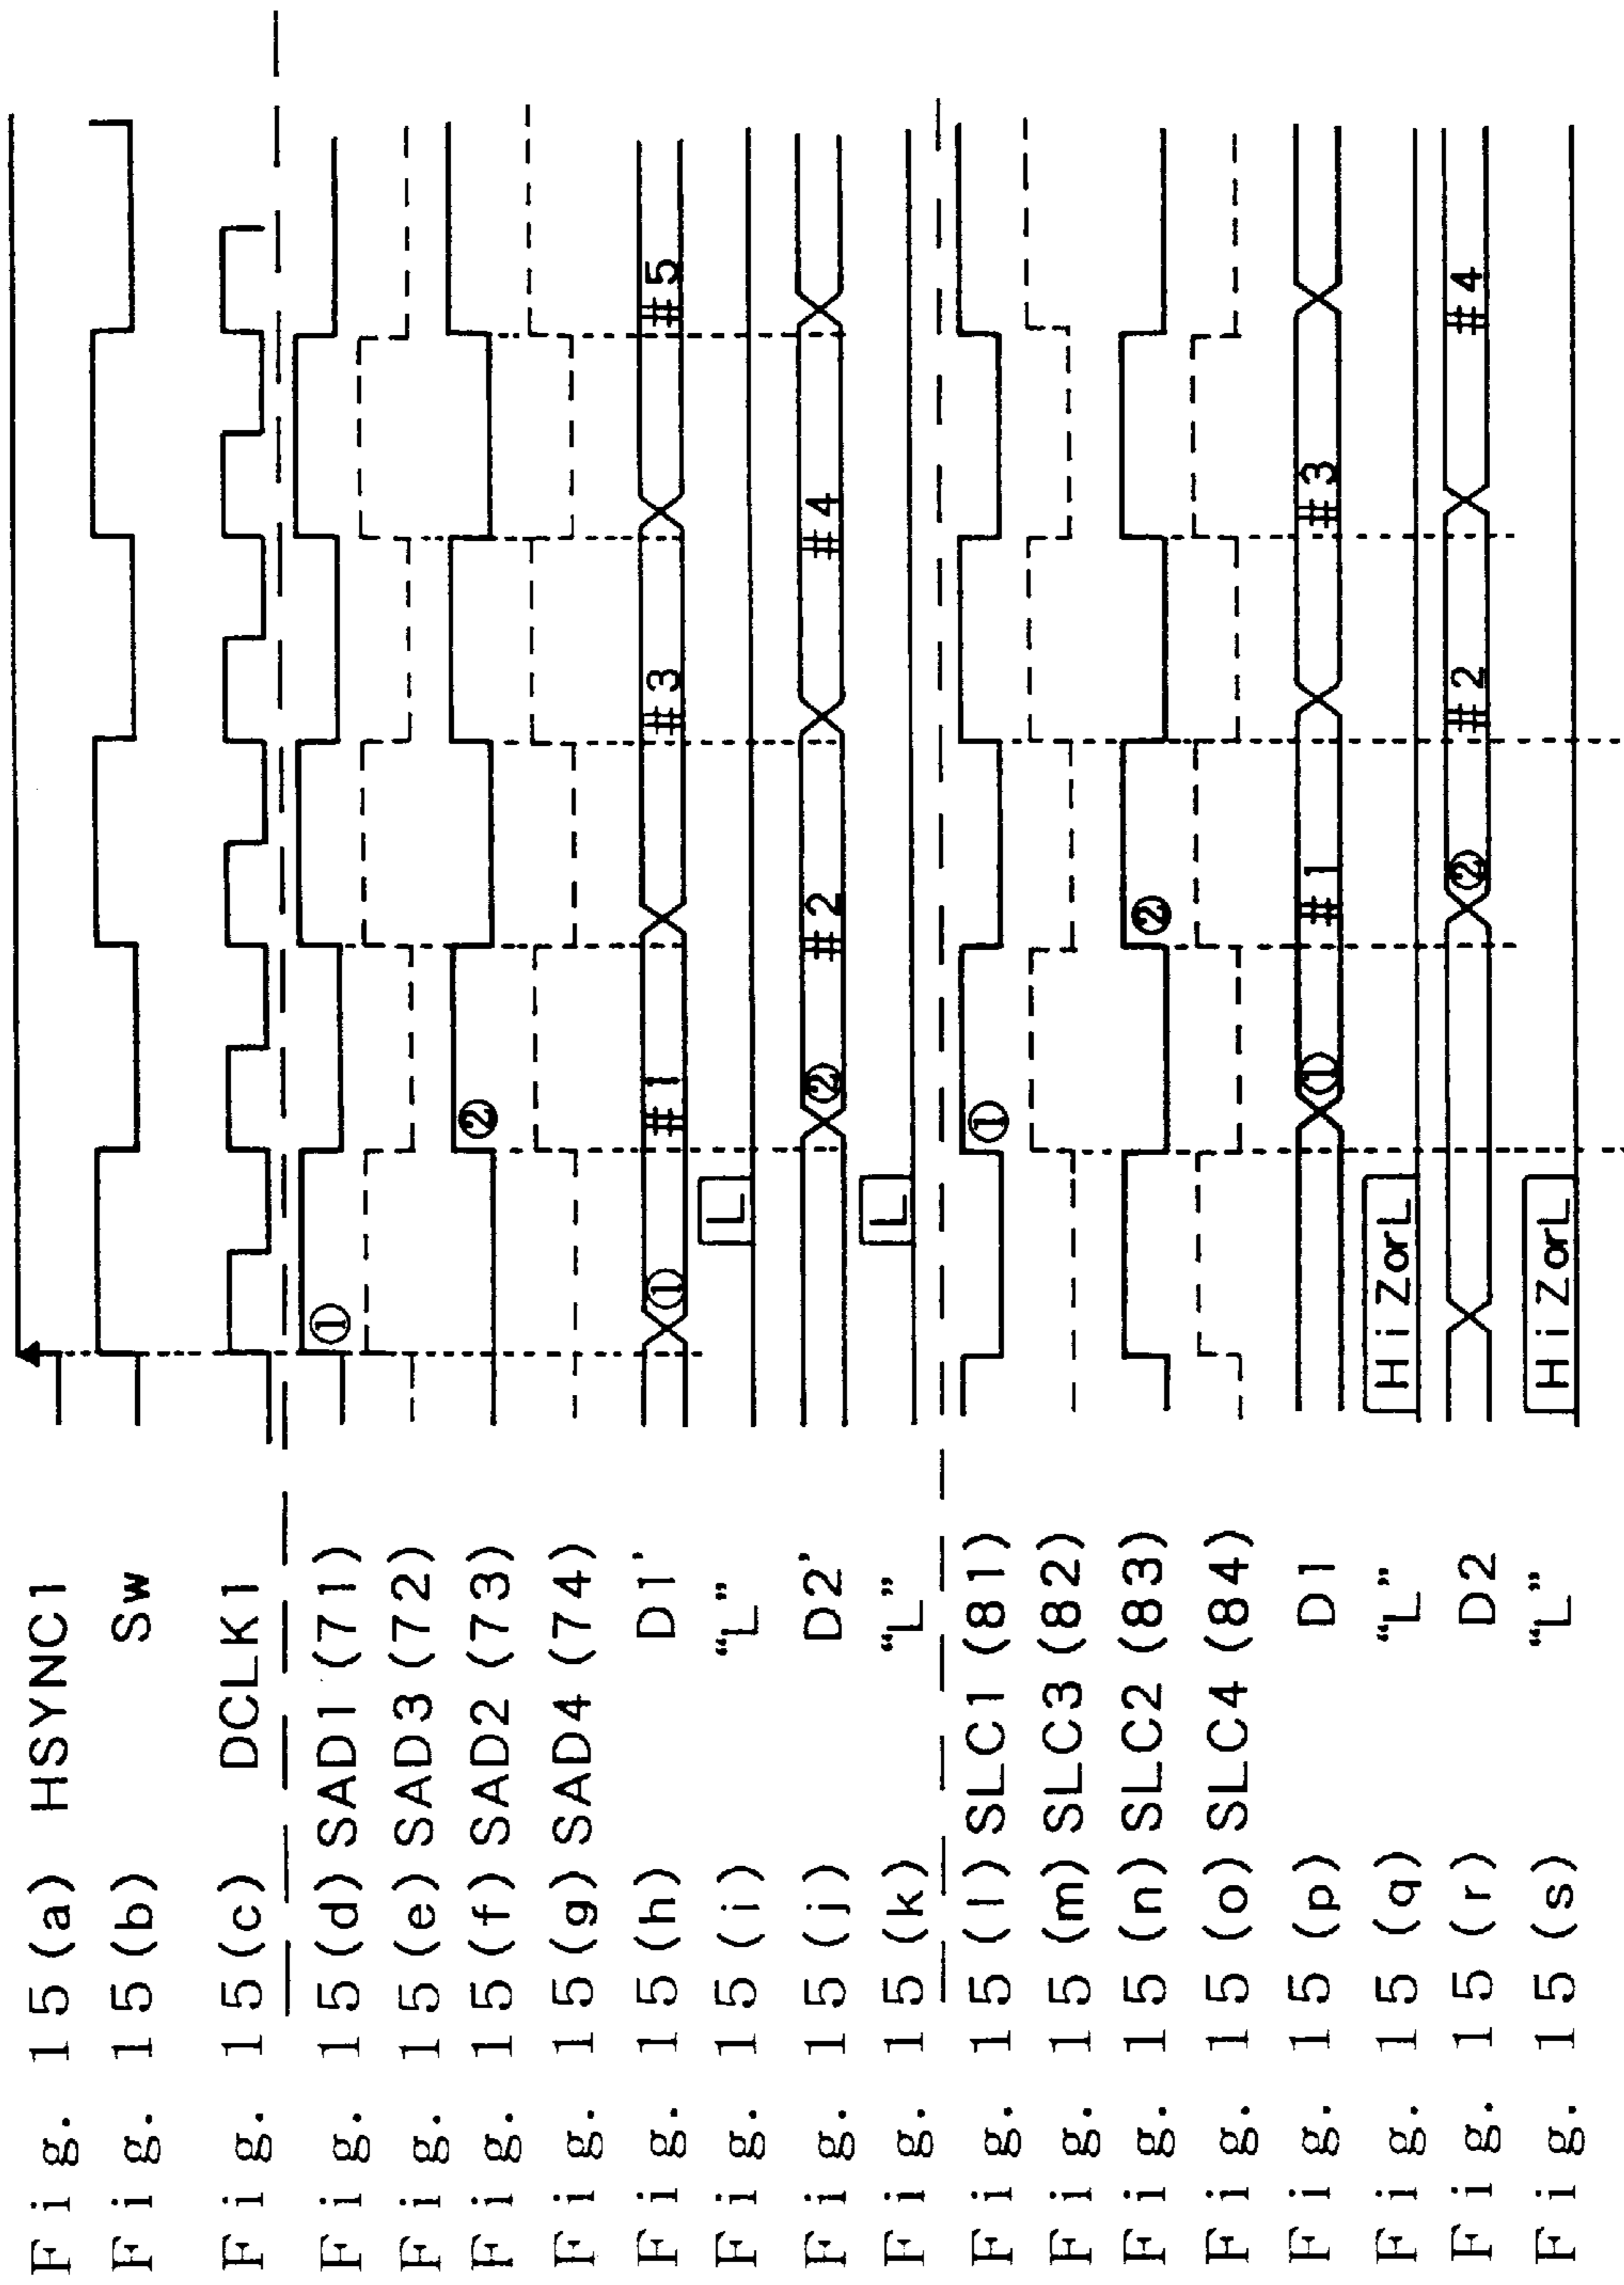 Fig. 15(a) HSYNC1
Fig. 15(b) Sw
Fig. 15(c) DCLK1
Fig. 15(d) SAD1(71) ①
Fig. 15(e) SAD3(72)
Fig. 15(f) SAD2(73) ②
Fig. 15(g) SAD4(74)
Fig. 15(h) D1' ① #1 #3 #5
Fig. 15(i) "L" L
Fig. 15(j) D2' ② #2 #4
Fig. 15(k) "L" L
Fig. 15(l) SLC1(81) ①
Fig. 15(m) SLC3(82)
Fig. 15(n) SLC2(83) ②
Fig. 15(o) SLC4(84)
Fig. 15(p) D1 ① #1 #3
Fig. 15(q) "L" HiZorL
Fig. 15(r) D2 ② #2 #4
Fig. 15(s) "L" HiZorL